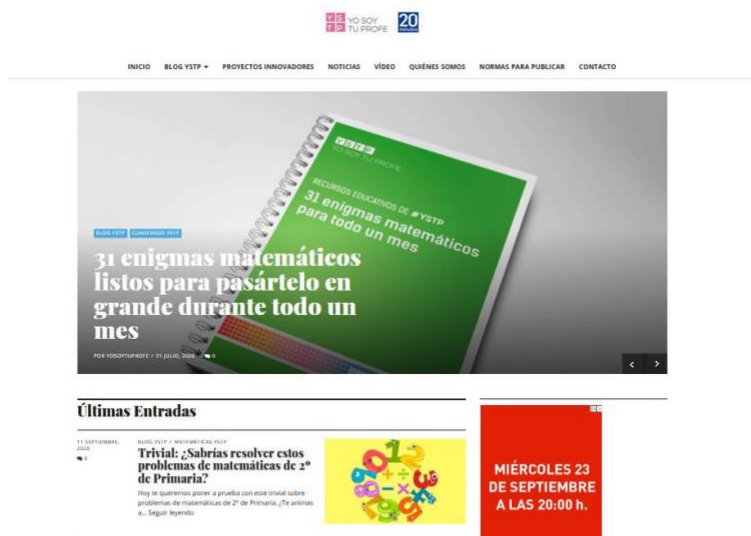 YS YO SOY
TP TU PROFE
20
INICIO BLOG YSTP PROYECTOS INNOVADORES NOTICIAS VÍDEO QUIÉNES SOMOS NORMAS PARA PUBLICAR CONTACTO
YSTP
YO SOY TU PROFE
RECURSOS EDUCATIVOS DE #YSTP
31 enigmas matemáticos
para todo un mes
BLOG YSTP CUADERNOS YSTP
31 enigmas matemáticos
listos para pasártelo en
grande durante todo un
mes
POR YOSOYTUPROFE / 31 JULIO, 2020 0
Últimas Entradas
11 SEPTIEMBRE,
2020
0
BLOG YSTP / MATEMÁTICAS YSTP
Trivial: ¿Sabrías resolver estos
problemas de matemáticas de 2º
de Primaria?
Hoy te queremos poner a prueba con este trivial sobre
problemas de matemáticas de 2º de Primaria. ¿Te animas
a... Seguir leyendo
MIÉRCOLES 23
DE SEPTIEMBRE
A LAS 20:00 h.